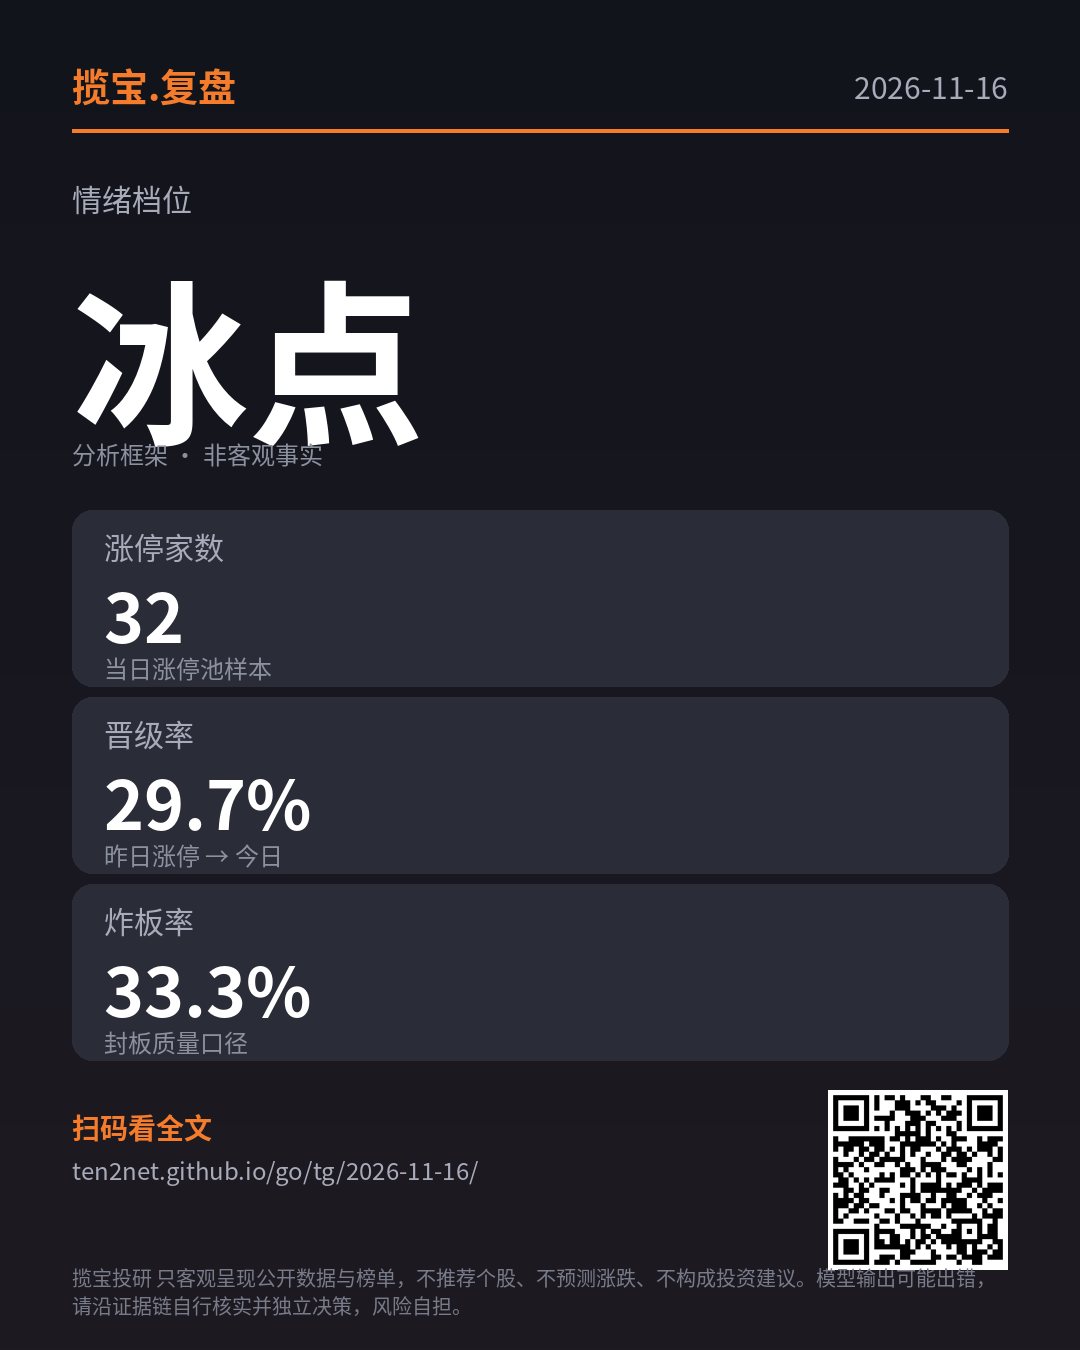 揽宝.复盘
2026-11-16
情绪档位
冰点
分析框架 · 非客观事实
涨停家数
32
当日涨停池样本
晋级率
29.7%
昨日涨停 → 今日
炸板率
33.3%
封板质量口径
扫码看全文
ten2net.github.io/go/tg/2026-11-16/
揽宝投研 只客观呈现公开数据与榜单，不推荐个股、不预测涨跌、不构成投资建议。模型输出可能出错，
请沿证据链自行核实并独立决策，风险自担。